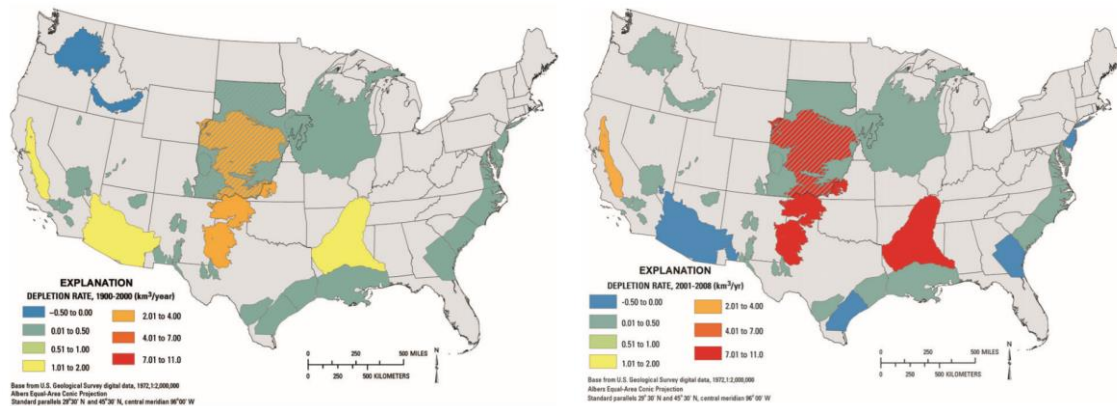 EXPLANATION
DEPLETION RATE, 1900-2000 (km³/year)
–0.50 to 0.00
0.01 to 0.50
0.51 to 1.00
1.01 to 2.00
2.01 to 4.00
4.01 to 7.00
7.01 to 11.0
0 250 500 MILES
0 250 500 KILOMETERS
Base from U.S. Geological Survey digital data, 1972,1:2,000,000
Albers Equal-Area Conic Projection
Standard parallels 29°30' N and 45°30' N, central meridian 96°00' W
EXPLANATION
DEPLETION RATE, 2001-2008 (km³/yr)
-0.50 to 0.00
0.01 to 0.50
0.51 to 1.00
1.01 to 2.00
2.01 to 4.00
4.01 to 7.00
7.01 to 11.0
0 250 500 MILES
0 250 500 KILOMETERS
Base from U.S. Geological Survey digital data, 1972,1:2,000,000
Albers Equal-Area Conic Projection
Standard parallels 29°30' N and 45°30' N, central meridian 96°00' W